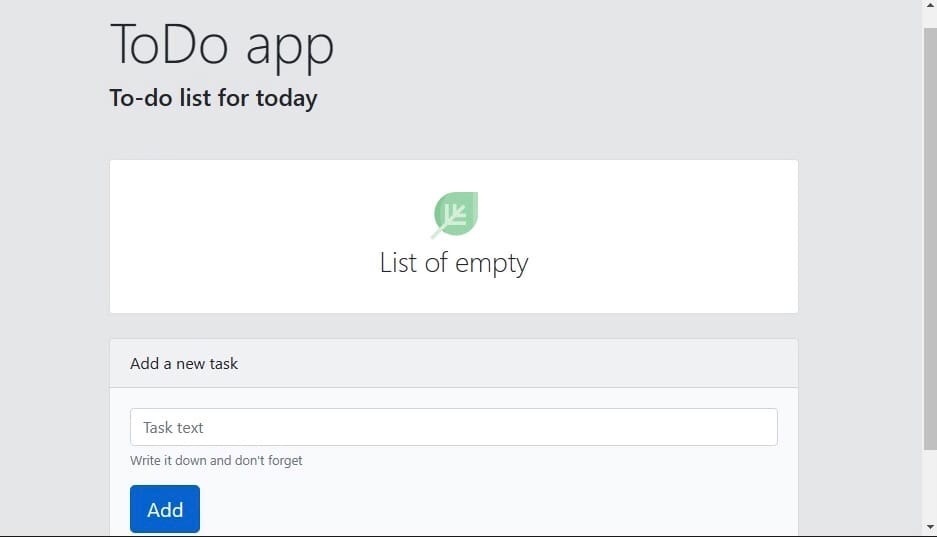 ToDo app
To-do list for today
List of empty
Add a new task
Task text
Write it down and don't forget
Add